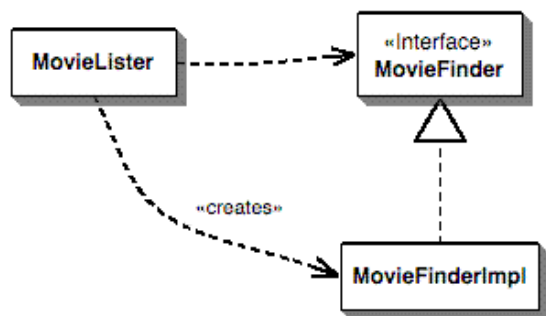 MovieLister
«Interface»
MovieFinder
«creates»
MovieFinderImpl